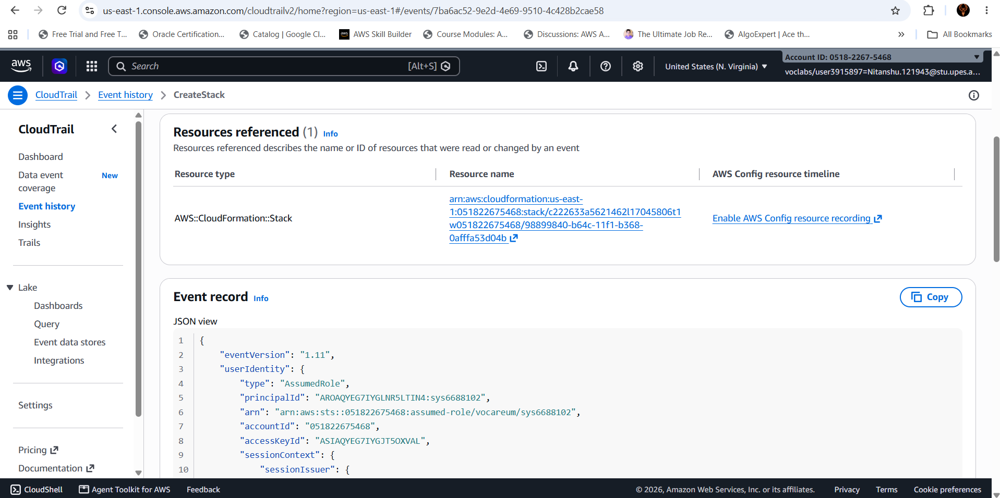 us-east-1.console.aws.amazon.com/cloudtrailv2/home?region=us-east-1#/events/7ba6ac52-9e2d-4e69-9510-4c428b2cae58
Free Trial and Free T...
Oracle Certification...
Catalog | Google Cl...
aws
AWS Skill Builder
Course Modules: A...
Discussions: AWS A...
The Ultimate Job Re...
AlgoExpert | Ace th...
»
All Bookmarks
aws
Search
[Alt+S]
United States (N. Virginia)
Account ID: 0518-2267-5468
voclabs/user3915897=Nitanshu.121943@stu.upes.a...
CloudTrail
Event history
CreateStack
CloudTrail
Dashboard
Data event
coverage
New
Event history
Insights
Trails
Lake
Dashboards
Query
Event data stores
Integrations
Settings
Pricing
Documentation
Resources referenced (1) Info
Resources referenced describes the name or ID of resources that were read or changed by an event
Resource type
Resource name
AWS Config resource timeline
AWS::CloudFormation::Stack
arn:aws:cloudformation:us-east-
1:051822675468:stack/c222633a5621462l17045806t1
w051822675468/98899840-b64c-11f1-b368-
0afffa53d04b
Enable AWS Config resource recording
Event record Info
Copy
JSON view
1 {
2 "eventVersion": "1.11",
3 "userIdentity": {
4 "type": "AssumedRole",
5 "principalId": "AROAQYEG7IYGLNR5LTIN4:sys6688102",
6 "arn": "arn:aws:sts::051822675468:assumed-role/vocareum/sys6688102",
7 "accountId": "051822675468",
8 "accessKeyId": "ASIAQYEG7IYGJT5OXVAL",
9 "sessionContext": {
10 "sessionIssuer": {
CloudShell
Agent Toolkit for AWS
Feedback
© 2026, Amazon Web Services, Inc. or its affiliates.
Privacy
Terms
Cookie preferences